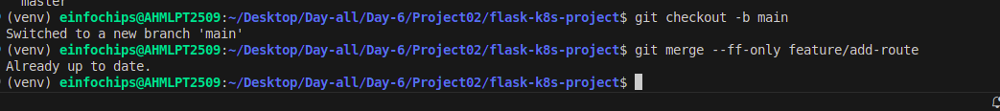 master
(venv) einfochips@AHMLPT2509:~/Desktop/Day-all/Day-6/Project02/flask-k8s-project$ git checkout -b main
Switched to a new branch 'main'
(venv) einfochips@AHMLPT2509:~/Desktop/Day-all/Day-6/Project02/flask-k8s-project$ git merge --ff-only feature/add-route
Already up to date.
(venv) einfochips@AHMLPT2509:~/Desktop/Day-all/Day-6/Project02/flask-k8s-project$